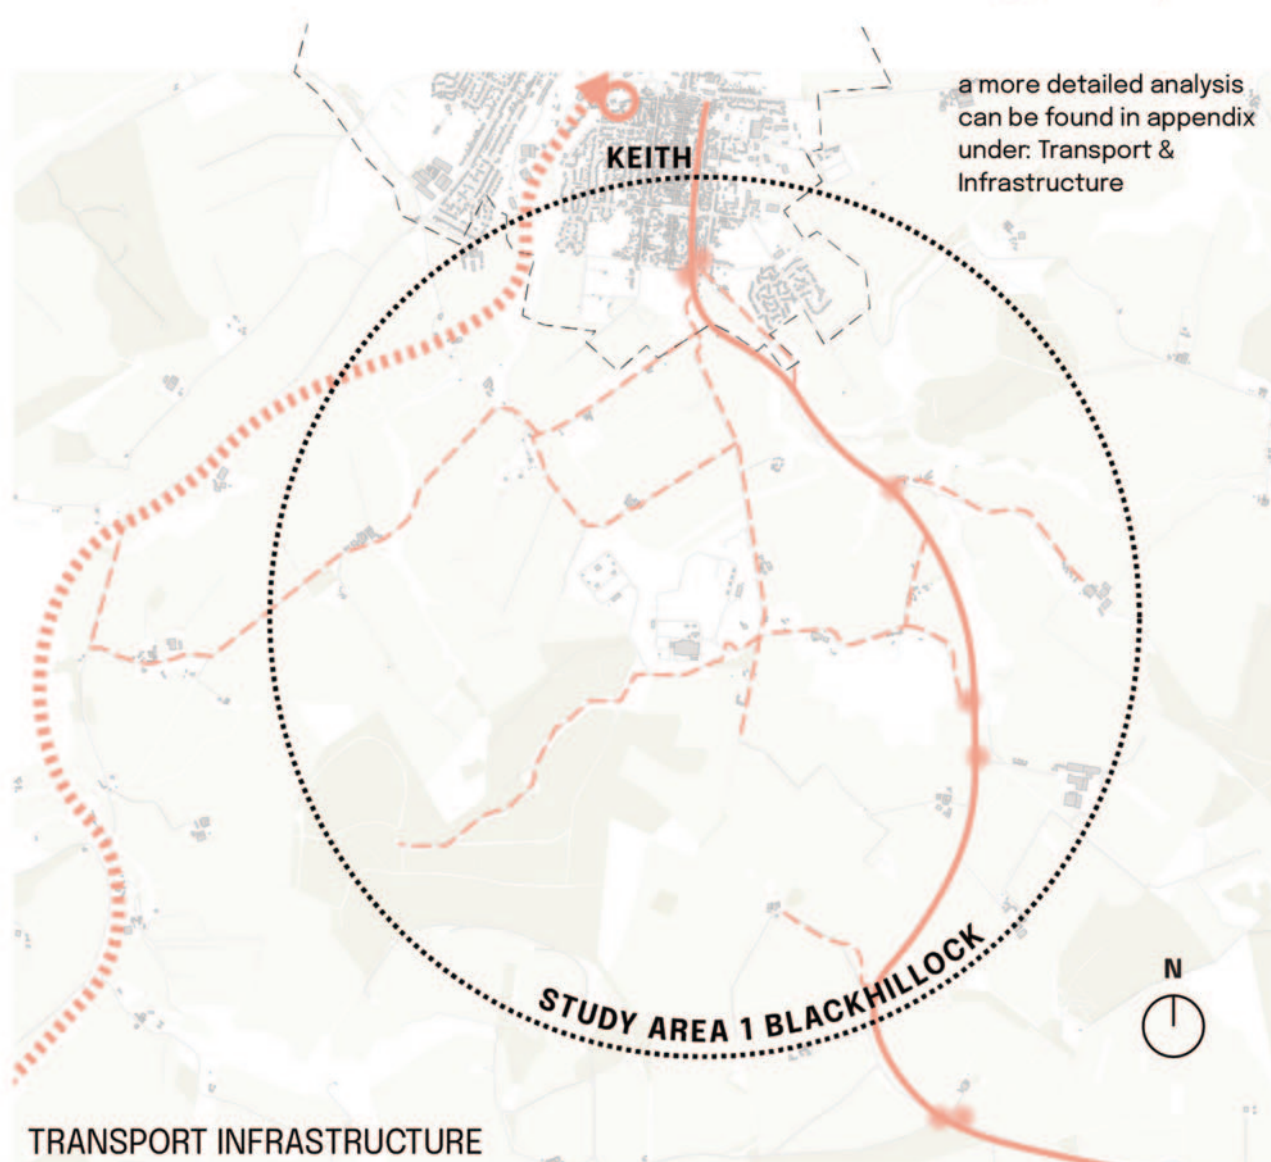 a more detailed analysis
can be found in appendix
under: Transport &
Infrastructure
KEITH
STUDY AREA 1 BLACKHILLOCK
N
TRANSPORT INFRASTRUCTURE